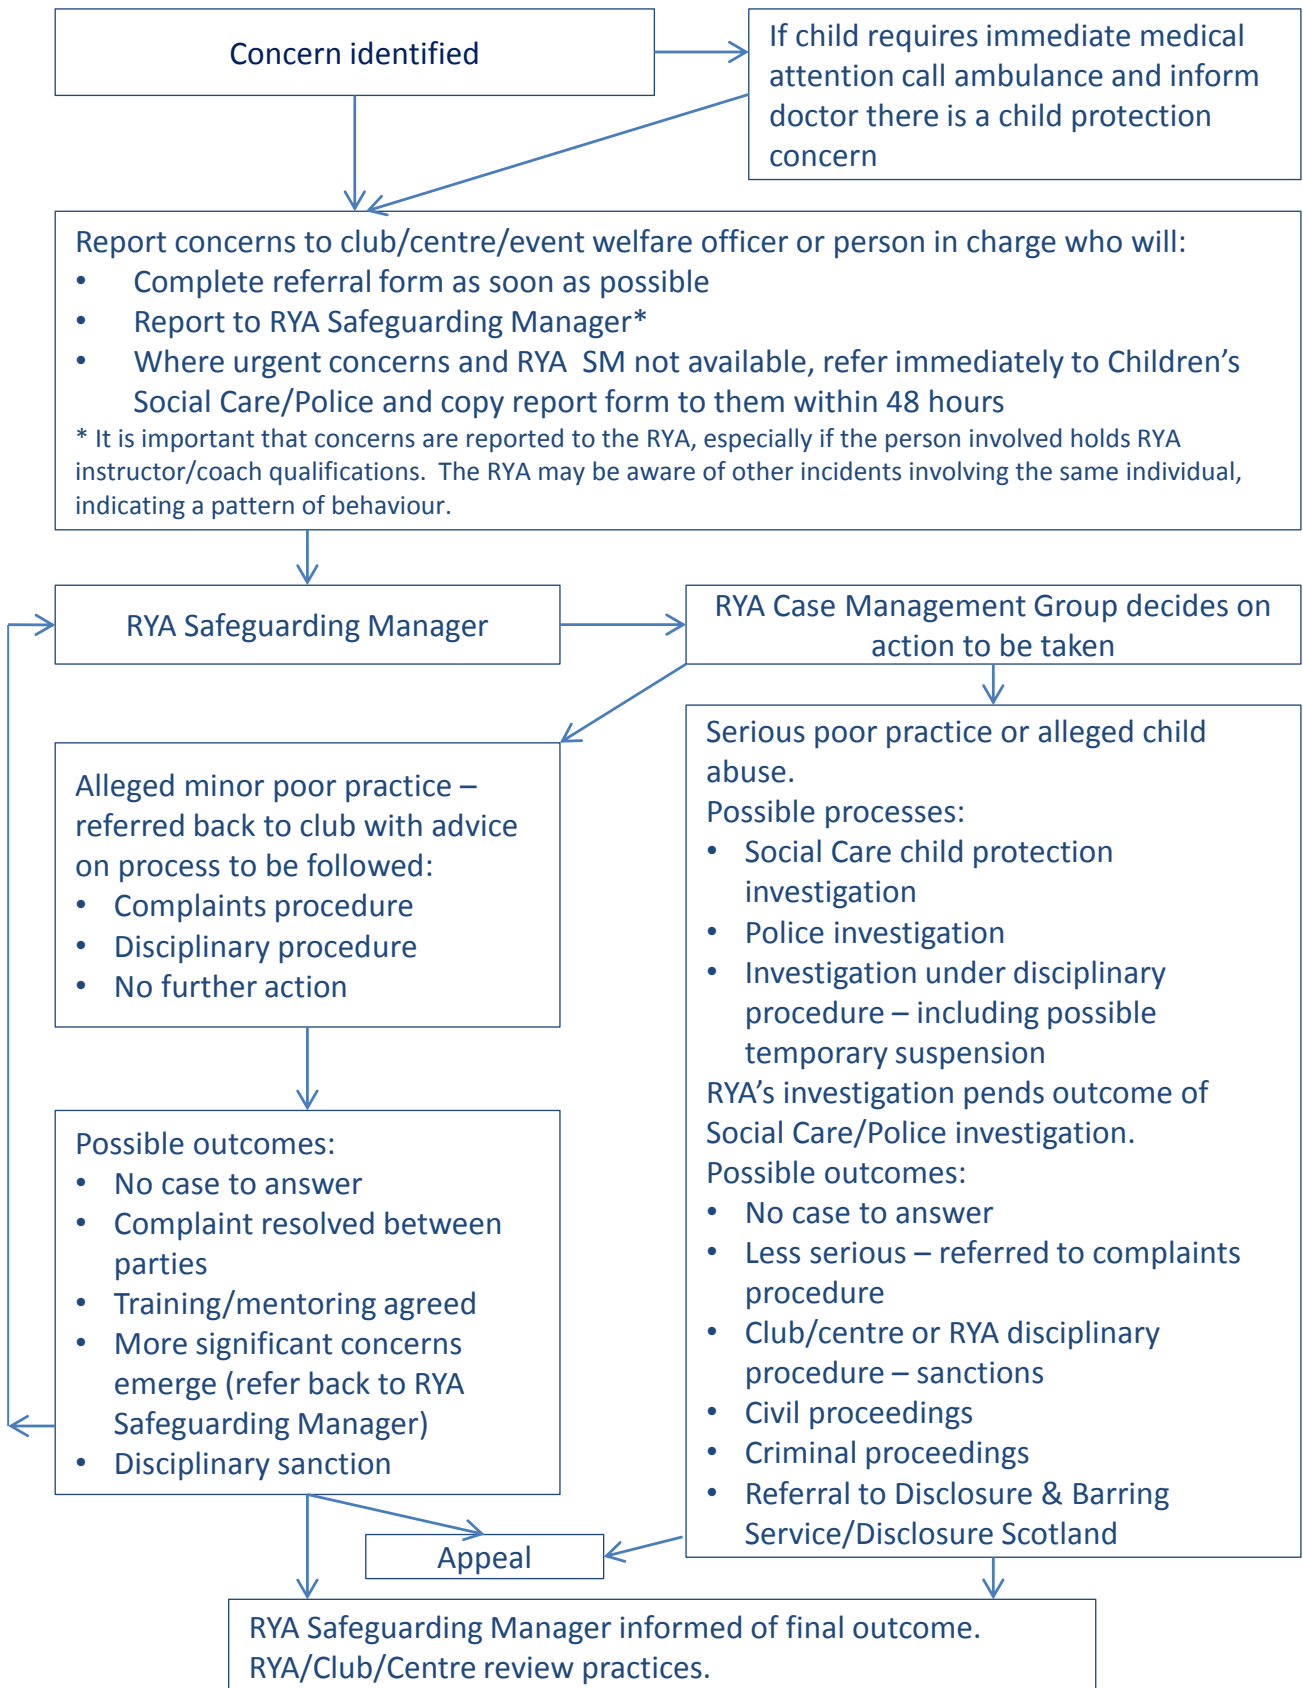 Concern identified
If child requires immediate medical
attention call ambulance and inform
doctor there is a child protection
concern
Report concerns to club/centre/event welfare officer or person in charge who will:
• Complete referral form as soon as possible
• Report to RYA Safeguarding Manager*
• Where urgent concerns and RYA  SM not available, refer immediately to Children’s
Social Care/Police and copy report form to them within 48 hours
* It is important that concerns are reported to the RYA, especially if the person involved holds RYA
instructor/coach qualifications.  The RYA may be aware of other incidents involving the same individual,
indicating a pattern of behaviour.
RYA Safeguarding Manager
RYA Case Management Group decides on
action to be taken
Alleged minor poor practice –
referred back to club with advice
on process to be followed:
• Complaints procedure
• Disciplinary procedure
• No further action
Possible outcomes:
• No case to answer
• Complaint resolved between
parties
• Training/mentoring agreed
• More significant concerns
emerge (refer back to RYA
Safeguarding Manager)
• Disciplinary sanction
Serious poor practice or alleged child
abuse.
Possible processes:
• Social Care child protection
investigation
• Police investigation
• Investigation under disciplinary
procedure – including possible
temporary suspension
RYA’s investigation pends outcome of
Social Care/Police investigation.
Possible outcomes:
• No case to answer
• Less serious – referred to complaints
procedure
• Club/centre or RYA disciplinary
procedure – sanctions
• Civil proceedings
• Criminal proceedings
• Referral to Disclosure & Barring
Service/Disclosure Scotland
Appeal
RYA Safeguarding Manager informed of final outcome.
RYA/Club/Centre review practices.